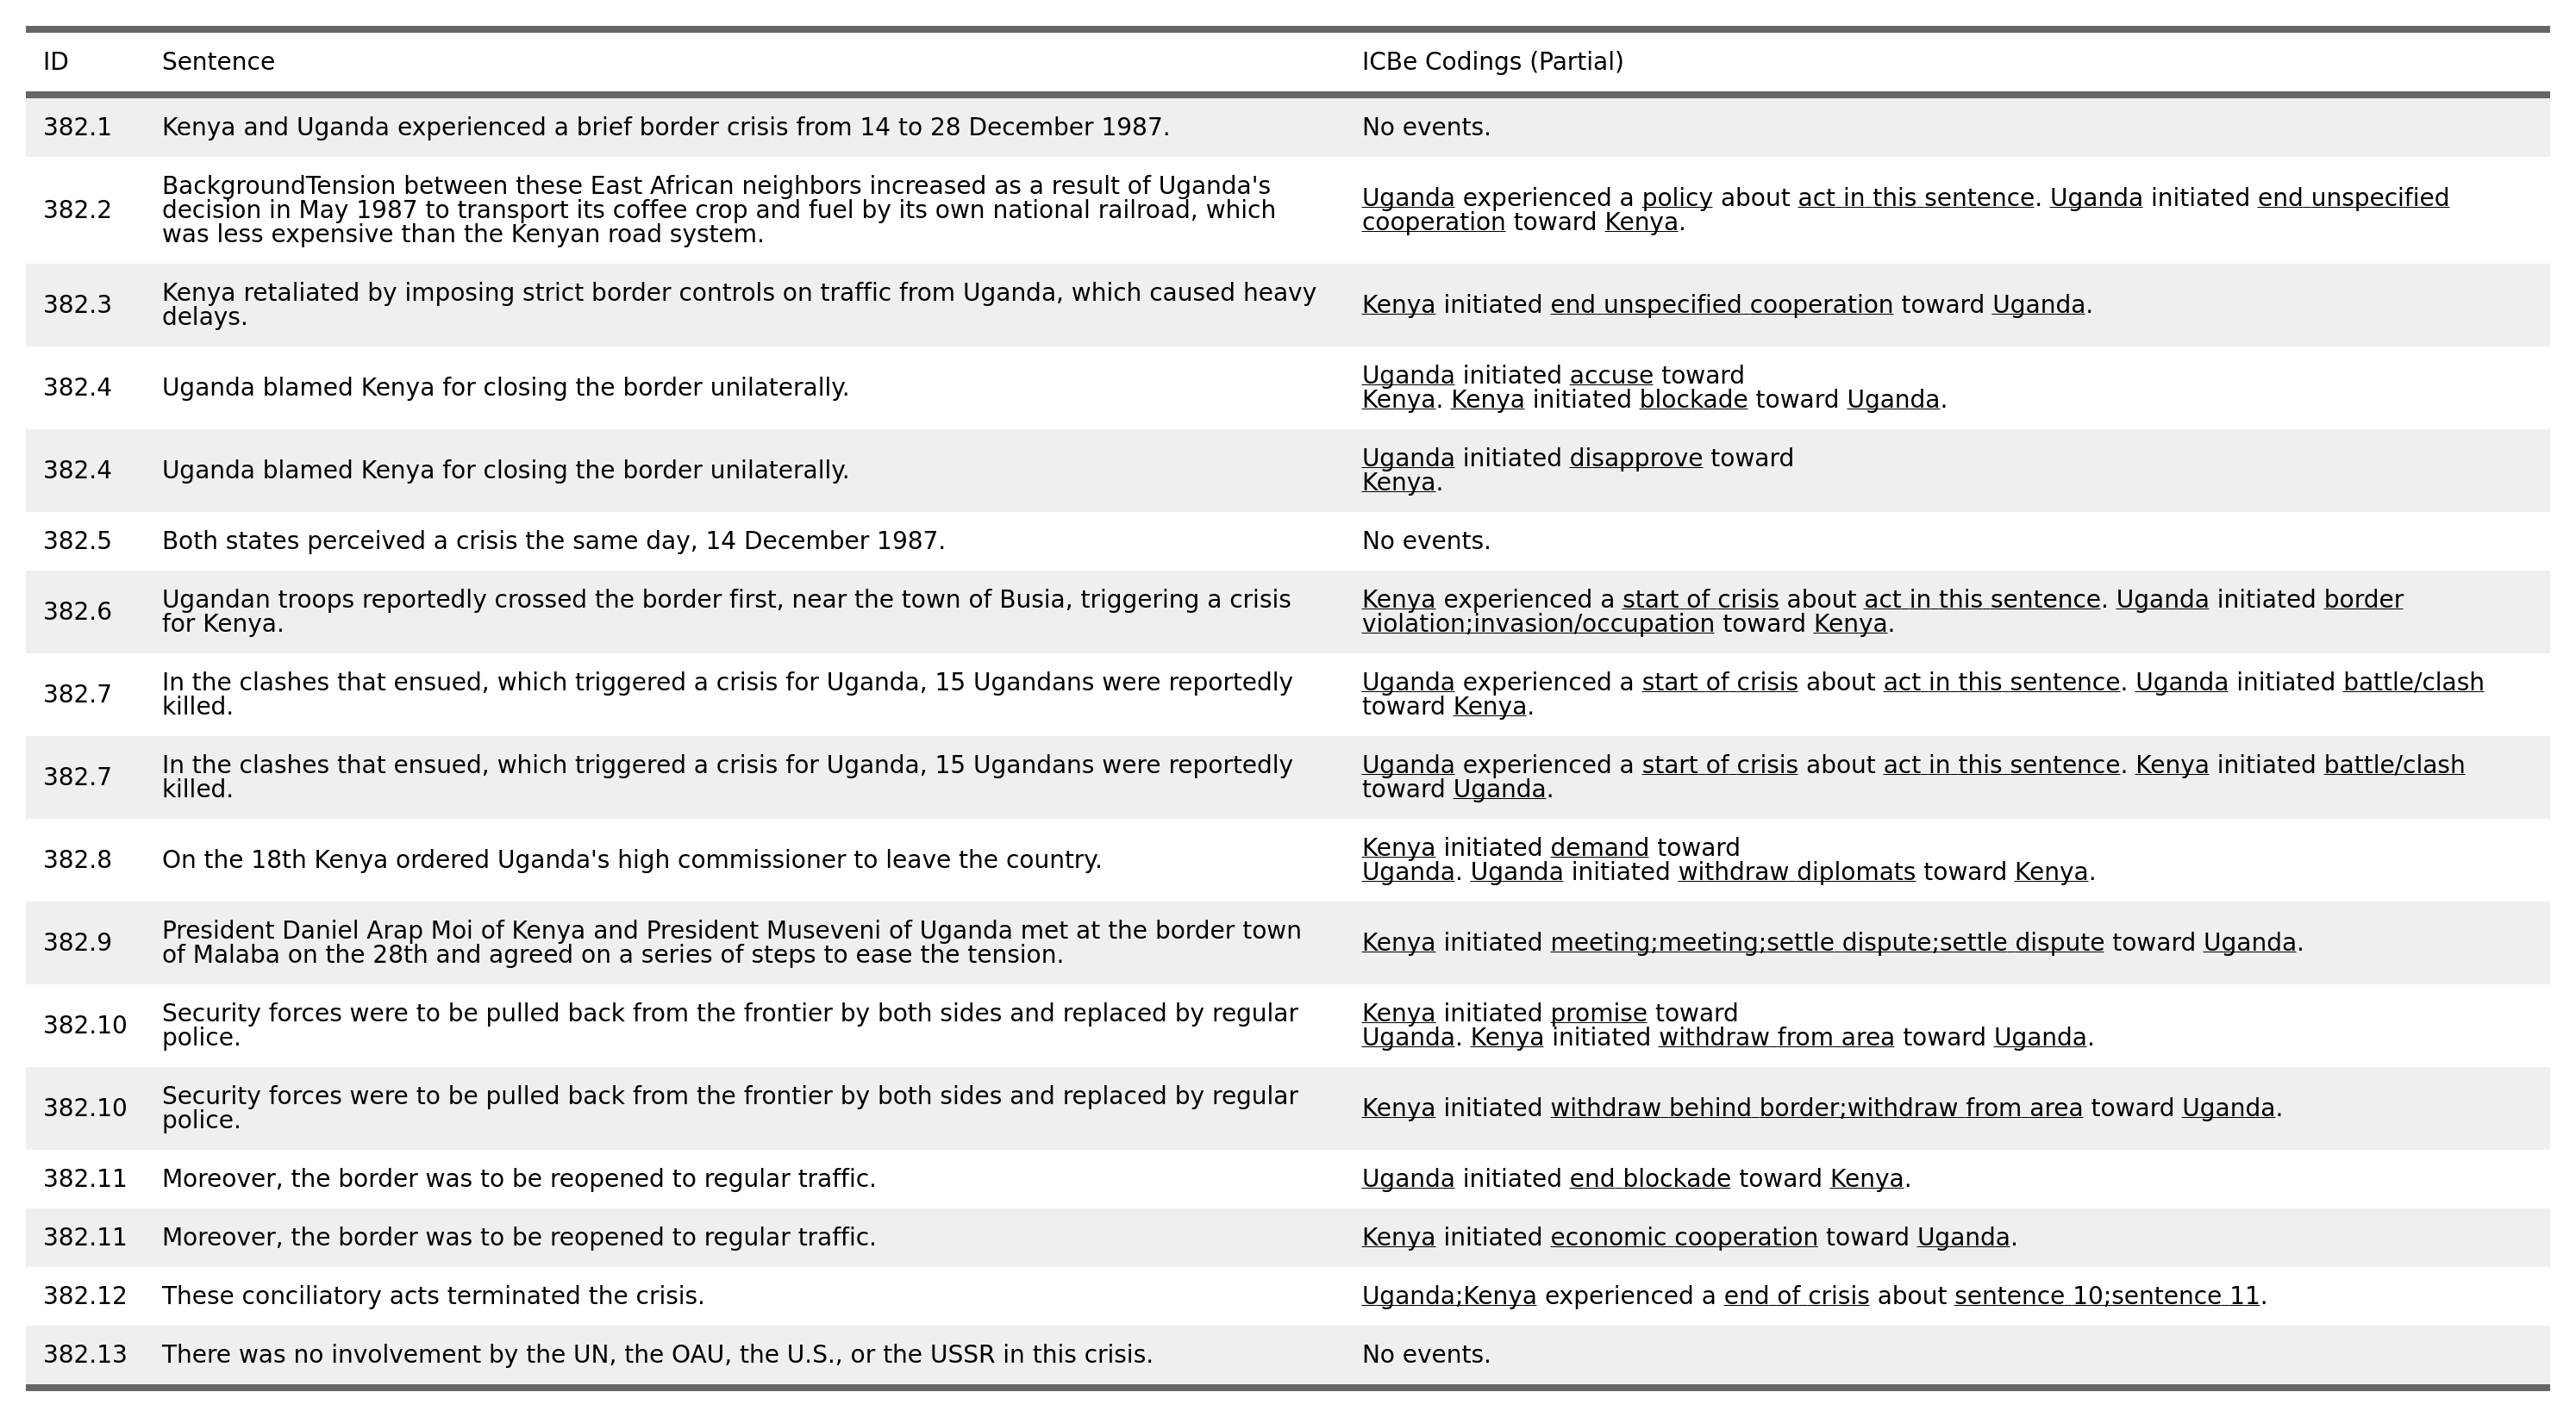 ID Sentence ICBe Codings (Partial)
382.1 Kenya and Uganda experienced a brief border crisis from 14 to 28 December 1987. No events.
382.2 BackgroundTension between these East African neighbors increased as a result of Uganda's
decision in May 1987 to transport its coffee crop and fuel by its own national railroad, which
was less expensive than the Kenyan road system.
Uganda experienced a policy about act in this sentence. Uganda initiated end unspecified
cooperation toward Kenya.
382.3 Kenya retaliated by imposing strict border controls on traffic from Uganda, which caused heavy
delays.
Kenya initiated end unspecified cooperation toward Uganda.
382.4 Uganda blamed Kenya for closing the border unilaterally.
Uganda initiated accuse toward
Kenya. Kenya initiated blockade toward Uganda.
382.4 Uganda blamed Kenya for closing the border unilaterally.
Uganda initiated disapprove toward
Kenya.
382.5 Both states perceived a crisis the same day, 14 December 1987. No events.
382.6 Ugandan troops reportedly crossed the border first, near the town of Busia, triggering a crisis
for Kenya.
Kenya experienced a start of crisis about act in this sentence. Uganda initiated border
violation;invasion/occupation toward Kenya.
382.7 In the clashes that ensued, which triggered a crisis for Uganda, 15 Ugandans were reportedly
killed.
Uganda experienced a start of crisis about act in this sentence. Uganda initiated battle/clash
toward Kenya.
382.7 In the clashes that ensued, which triggered a crisis for Uganda, 15 Ugandans were reportedly
killed.
Uganda experienced a start of crisis about act in this sentence. Kenya initiated battle/clash
toward Uganda.
382.8 On the 18th Kenya ordered Uganda's high commissioner to leave the country.
Kenya initiated demand toward
Uganda. Uganda initiated withdraw diplomats toward Kenya.
382.9 President Daniel Arap Moi of Kenya and President Museveni of Uganda met at the border town
of Malaba on the 28th and agreed on a series of steps to ease the tension.
Kenya initiated meeting;meeting;settle dispute;settle dispute toward Uganda.
382.10 Security forces were to be pulled back from the frontier by both sides and replaced by regular
police.
Kenya initiated promise toward
Uganda. Kenya initiated withdraw from area toward Uganda.
382.10 Security forces were to be pulled back from the frontier by both sides and replaced by regular
police.
Kenya initiated withdraw behind border;withdraw from area toward Uganda.
382.11 Moreover, the border was to be reopened to regular traffic. Uganda initiated end blockade toward Kenya.
382.11 Moreover, the border was to be reopened to regular traffic. Kenya initiated economic cooperation toward Uganda.
382.12 These conciliatory acts terminated the crisis. Uganda;Kenya experienced a end of crisis about sentence 10;sentence 11.
382.13 There was no involvement by the UN, the OAU, the U.S., or the USSR in this crisis. No events.